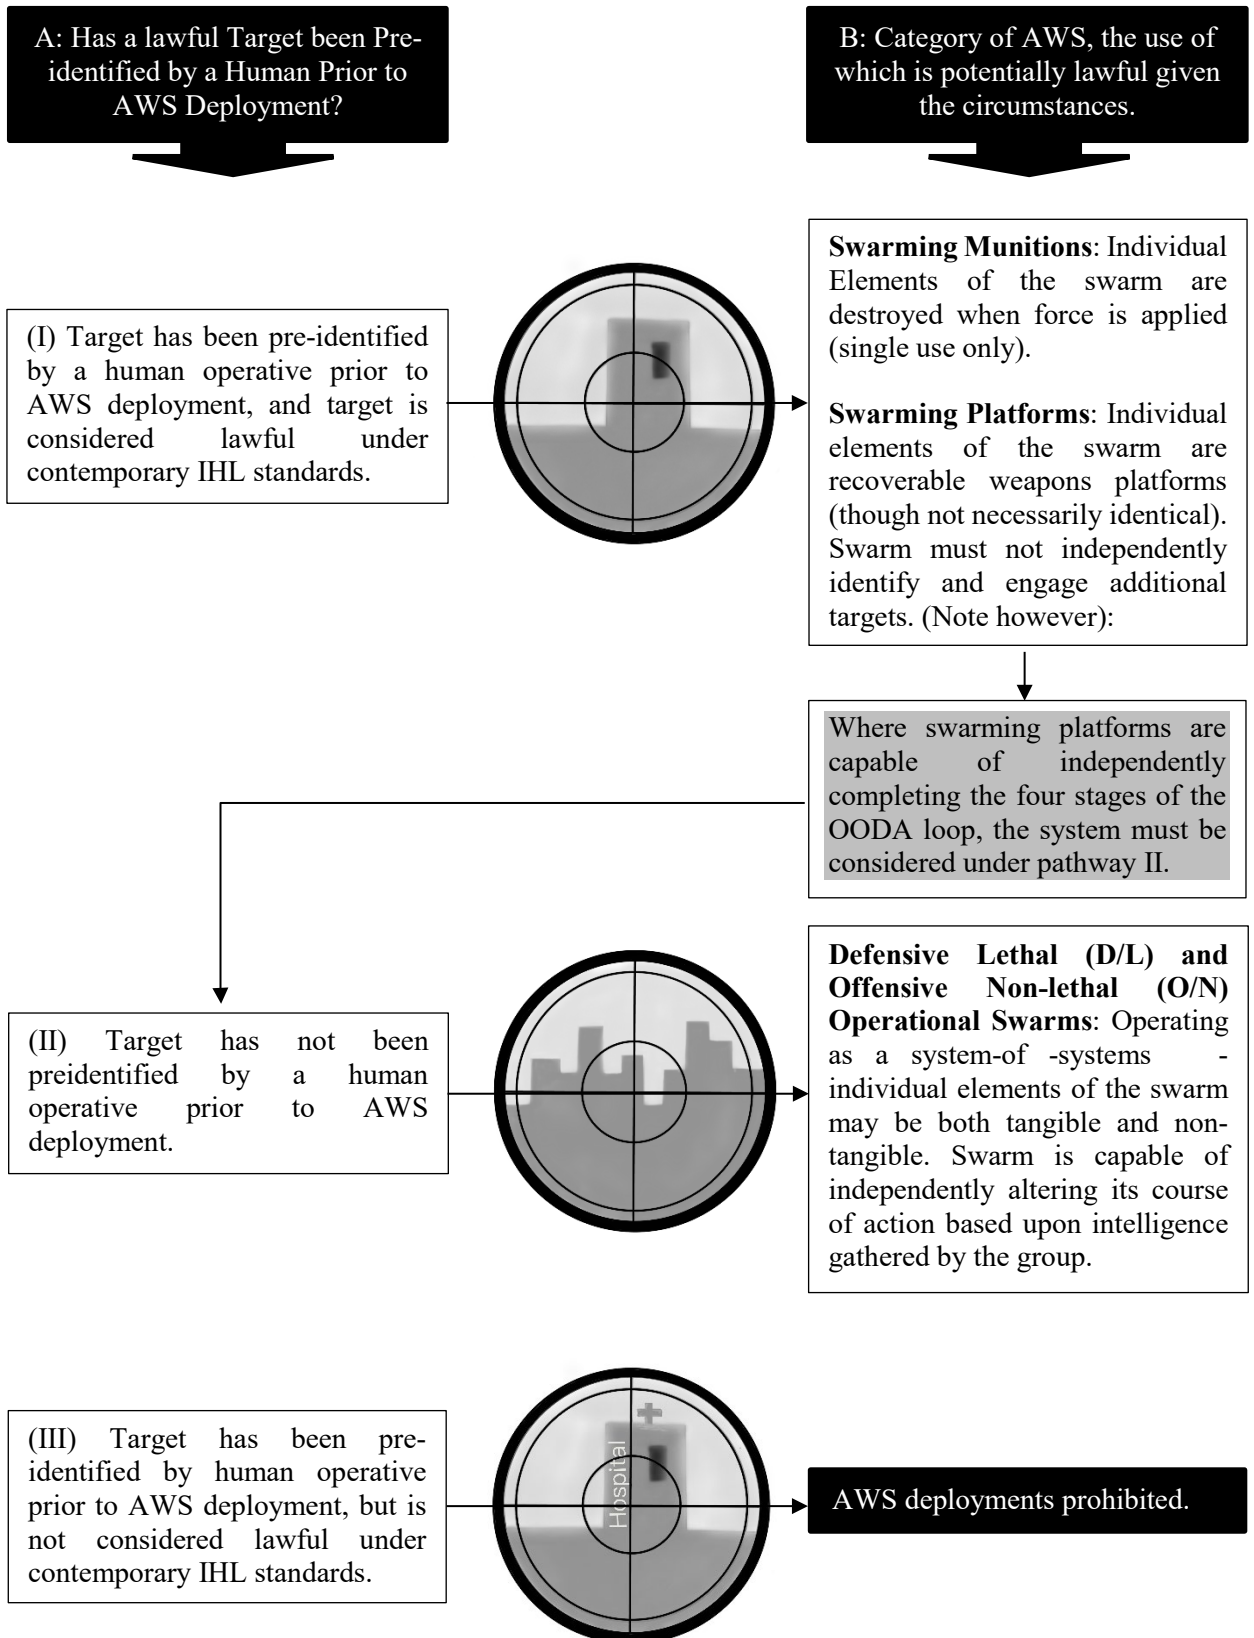 A: Has a lawful Target been Pre-
identified by a Human Prior to
AWS Deployment?
B: Category of AWS, the use of
which is potentially lawful given
the circumstances.
(I) Target has been pre-identified
by a human operative prior to
AWS deployment, and target is
considered lawful under
contemporary IHL standards.
Swarming Munitions: Individual
Elements of the swarm are
destroyed when force is applied
(single use only).
Swarming Platforms: Individual
elements of the swarm are
recoverable weapons platforms
(though not necessarily identical).
Swarm must not independently
identify and engage additional
targets. (Note however):
Where swarming platforms are
capable of independently
completing the four stages of the
OODA loop, the system must be
considered under pathway II.
(II) Target has not been
preidentified by a human
operative prior to AWS
deployment.
Defensive Lethal (D/L) and
Offensive Non-lethal (O/N)
Operational Swarms: Operating
as a system-of -systems -
individual elements of the swarm
may be both tangible and non-
tangible. Swarm is capable of
independently altering its course
of action based upon intelligence
gathered by the group.
(III) Target has been pre-
identified by human operative
prior to AWS deployment, but is
not considered lawful under
contemporary IHL standards.
Hospital
AWS deployments prohibited.